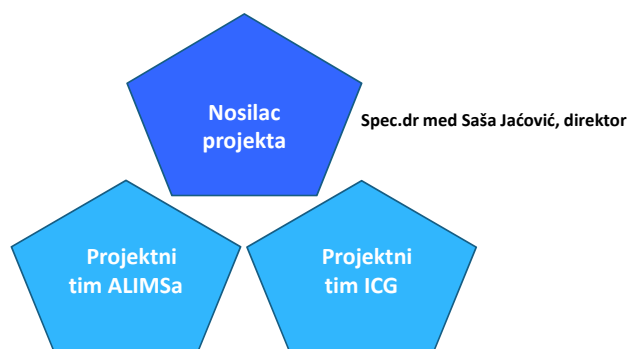 Nosilac
projekta
Spec.dr med Saša Jaćović, direktor
Projektni
tim ALIMSa
Projektni
tim ICG